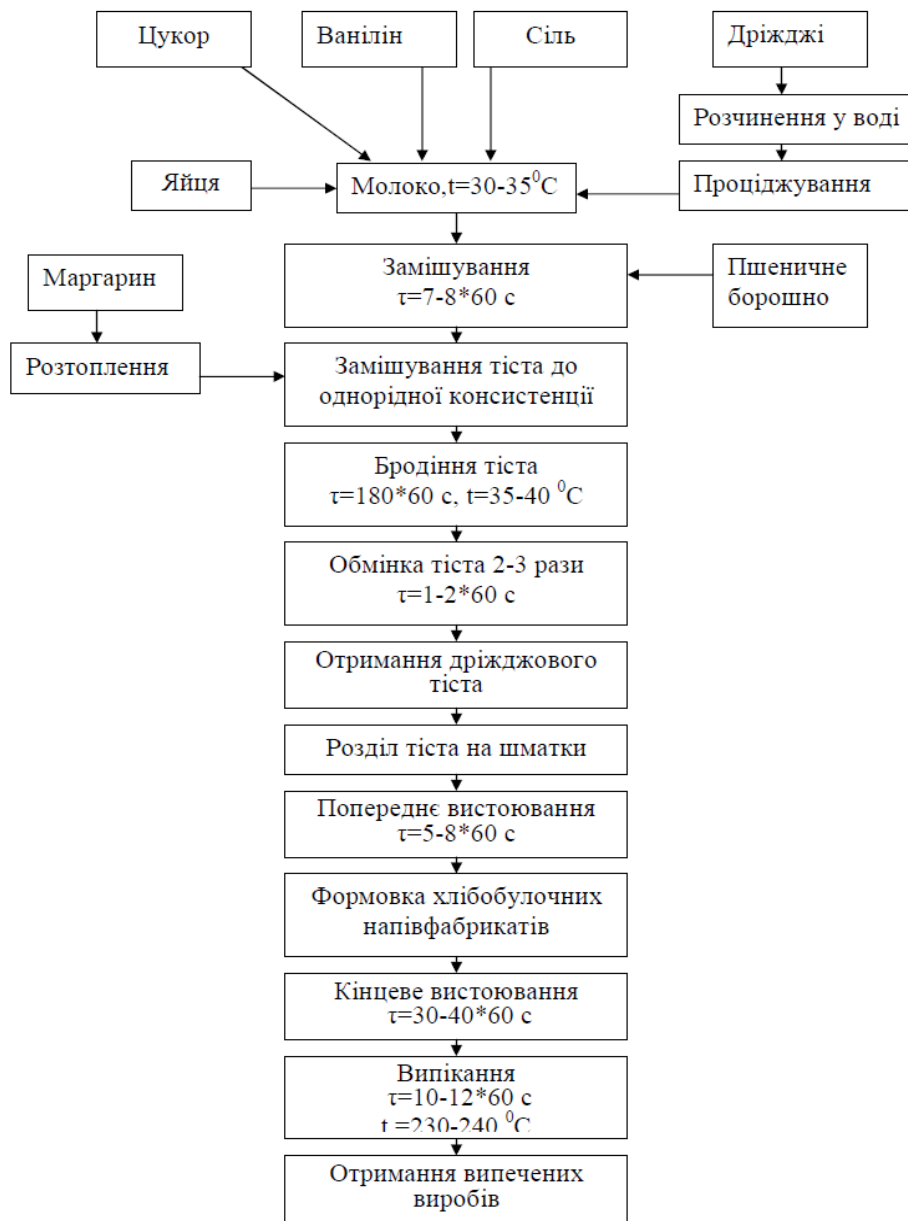 Цукор
Ванілін
Сіль
Дріжджі
Розчинення у воді
Яйця
Молоко,t=30-35⁰С
Проціджування
Маргарин
Замішування
τ=7-8*60 с
Пшеничне
борошно
Розтоплення
Замішування тіста до
однорідної консистенції
Бродіння тіста
τ=180*60 с, t=35-40 ⁰С
Обмінка тіста 2-3 рази
τ=1-2*60 с
Отримання дріжджового
тіста
Розділ тіста на шматки
Попереднє вистоювання
τ=5-8*60 с
Формовка хлібобулочних
напівфабрикатів
Кінцеве вистоювання
τ=30-40*60 с
Випікання
τ=10-12*60 с
t =230-240 ⁰С
Отримання випечених
виробів